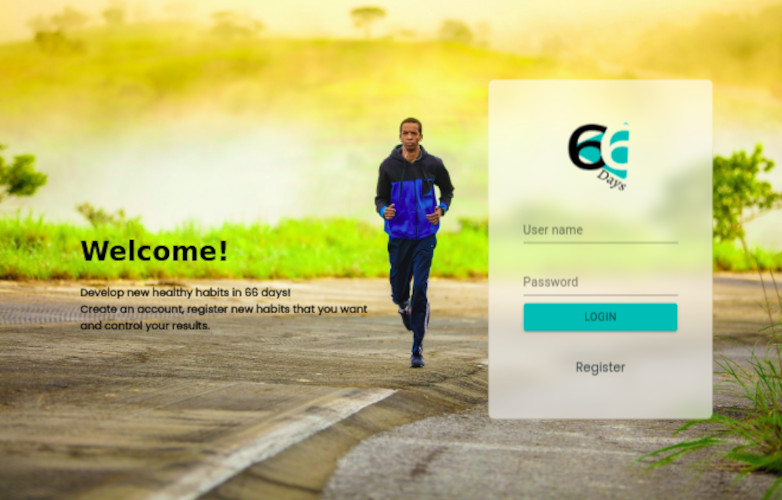 66
Days
Welcome!
Develop new healthy habits in 66 days!
Create an account, register new habits that you want
and control your results.
User name
Password
LOGIN
Register